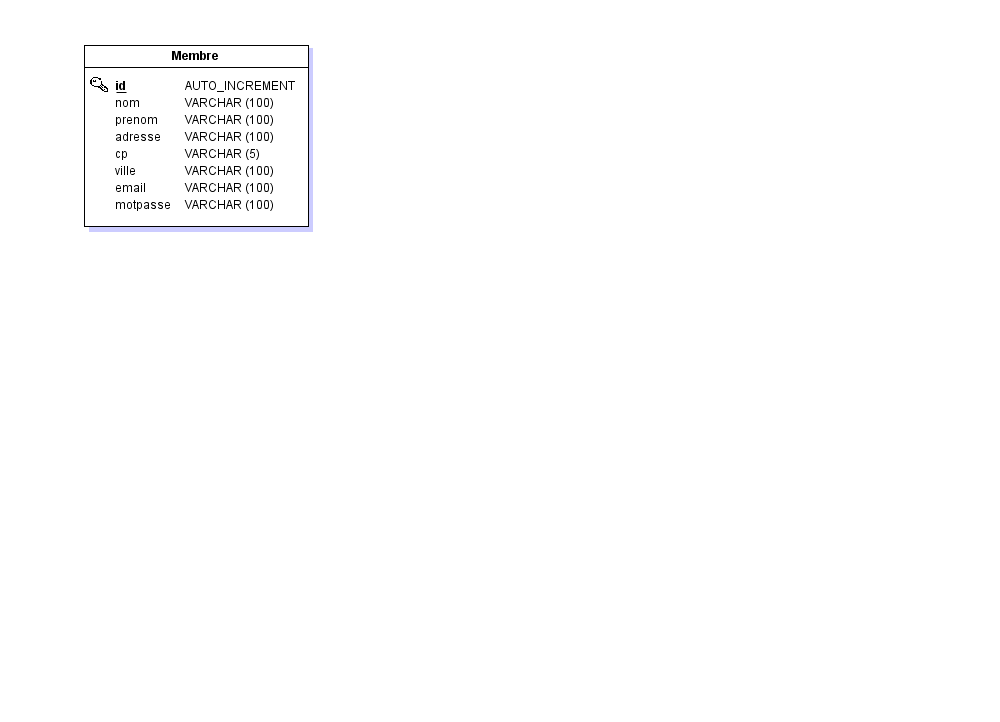 Membre
id AUTO_INCREMENT
nom VARCHAR (100)
prenom VARCHAR (100)
adresse VARCHAR (100)
cp VARCHAR (5)
ville VARCHAR (100)
email VARCHAR (100)
motpasse VARCHAR (100)